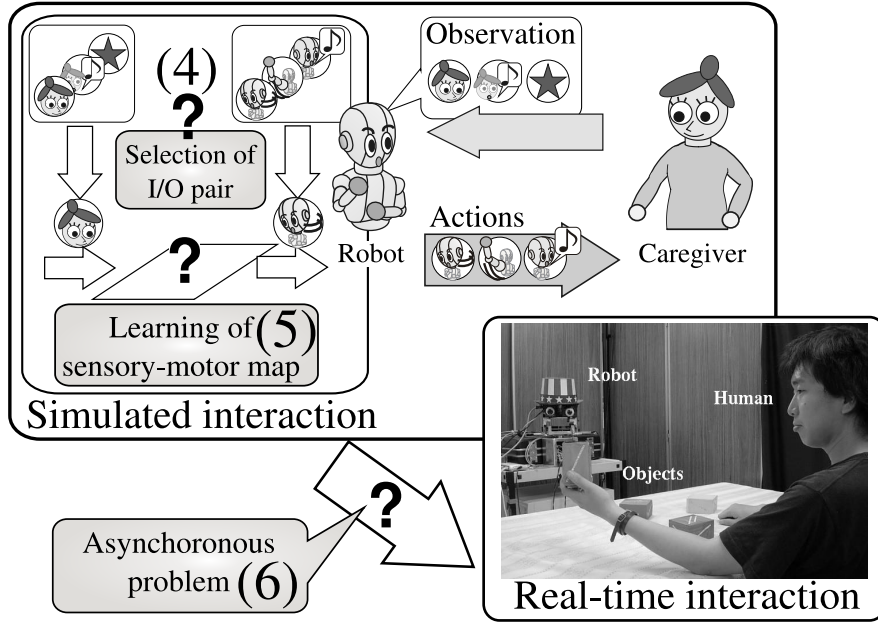 Observation
(4)
?
Selection of
I/O pair
Robot
Actions
Caregiver
?
Learning of (5)
sensory-motor map
Simulated interaction
Robot
Human
Objects
?
Asynchoronous
problem (6)
Real-time interaction